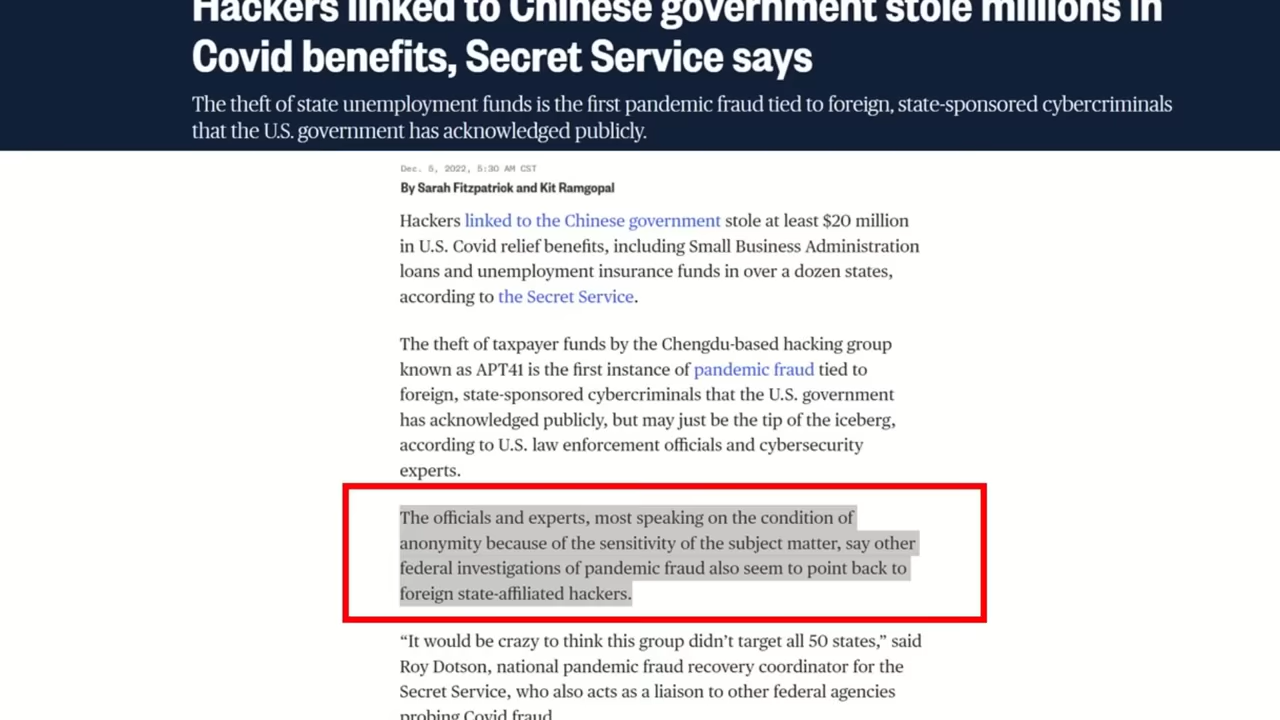 Hackers linked to Chinese government stole millions in
Covid benefits, Secret Service says
The theft of state unemployment funds is the first pandemic fraud tied to foreign, state-sponsored cybercriminals
that the U.S. government has acknowledged publicly.
Dec. 5, 2022, 5:30 AM CST
By Sarah Fitzpatrick and Kit Ramgopal
Hackers linked to the Chinese government stole at least $20 million
in U.S. Covid relief benefits, including Small Business Administration
loans and unemployment insurance funds in over a dozen states,
according to the Secret Service.
The theft of taxpayer funds by the Chengdu-based hacking group
known as APT41 is the first instance of pandemic fraud tied to
foreign, state-sponsored cybercriminals that the U.S. government
has acknowledged publicly, but may just be the tip of the iceberg,
according to U.S. law enforcement officials and cybersecurity
experts.
The officials and experts, most speaking on the condition of
anonymity because of the sensitivity of the subject matter, say other
federal investigations of pandemic fraud also seem to point back to
foreign state-affiliated hackers.
“It would be crazy to think this group didn’t target all 50 states,” said
Roy Dotson, national pandemic fraud recovery coordinator for the
Secret Service, who also acts as a liaison to other federal agencies
probing Covid fraud.